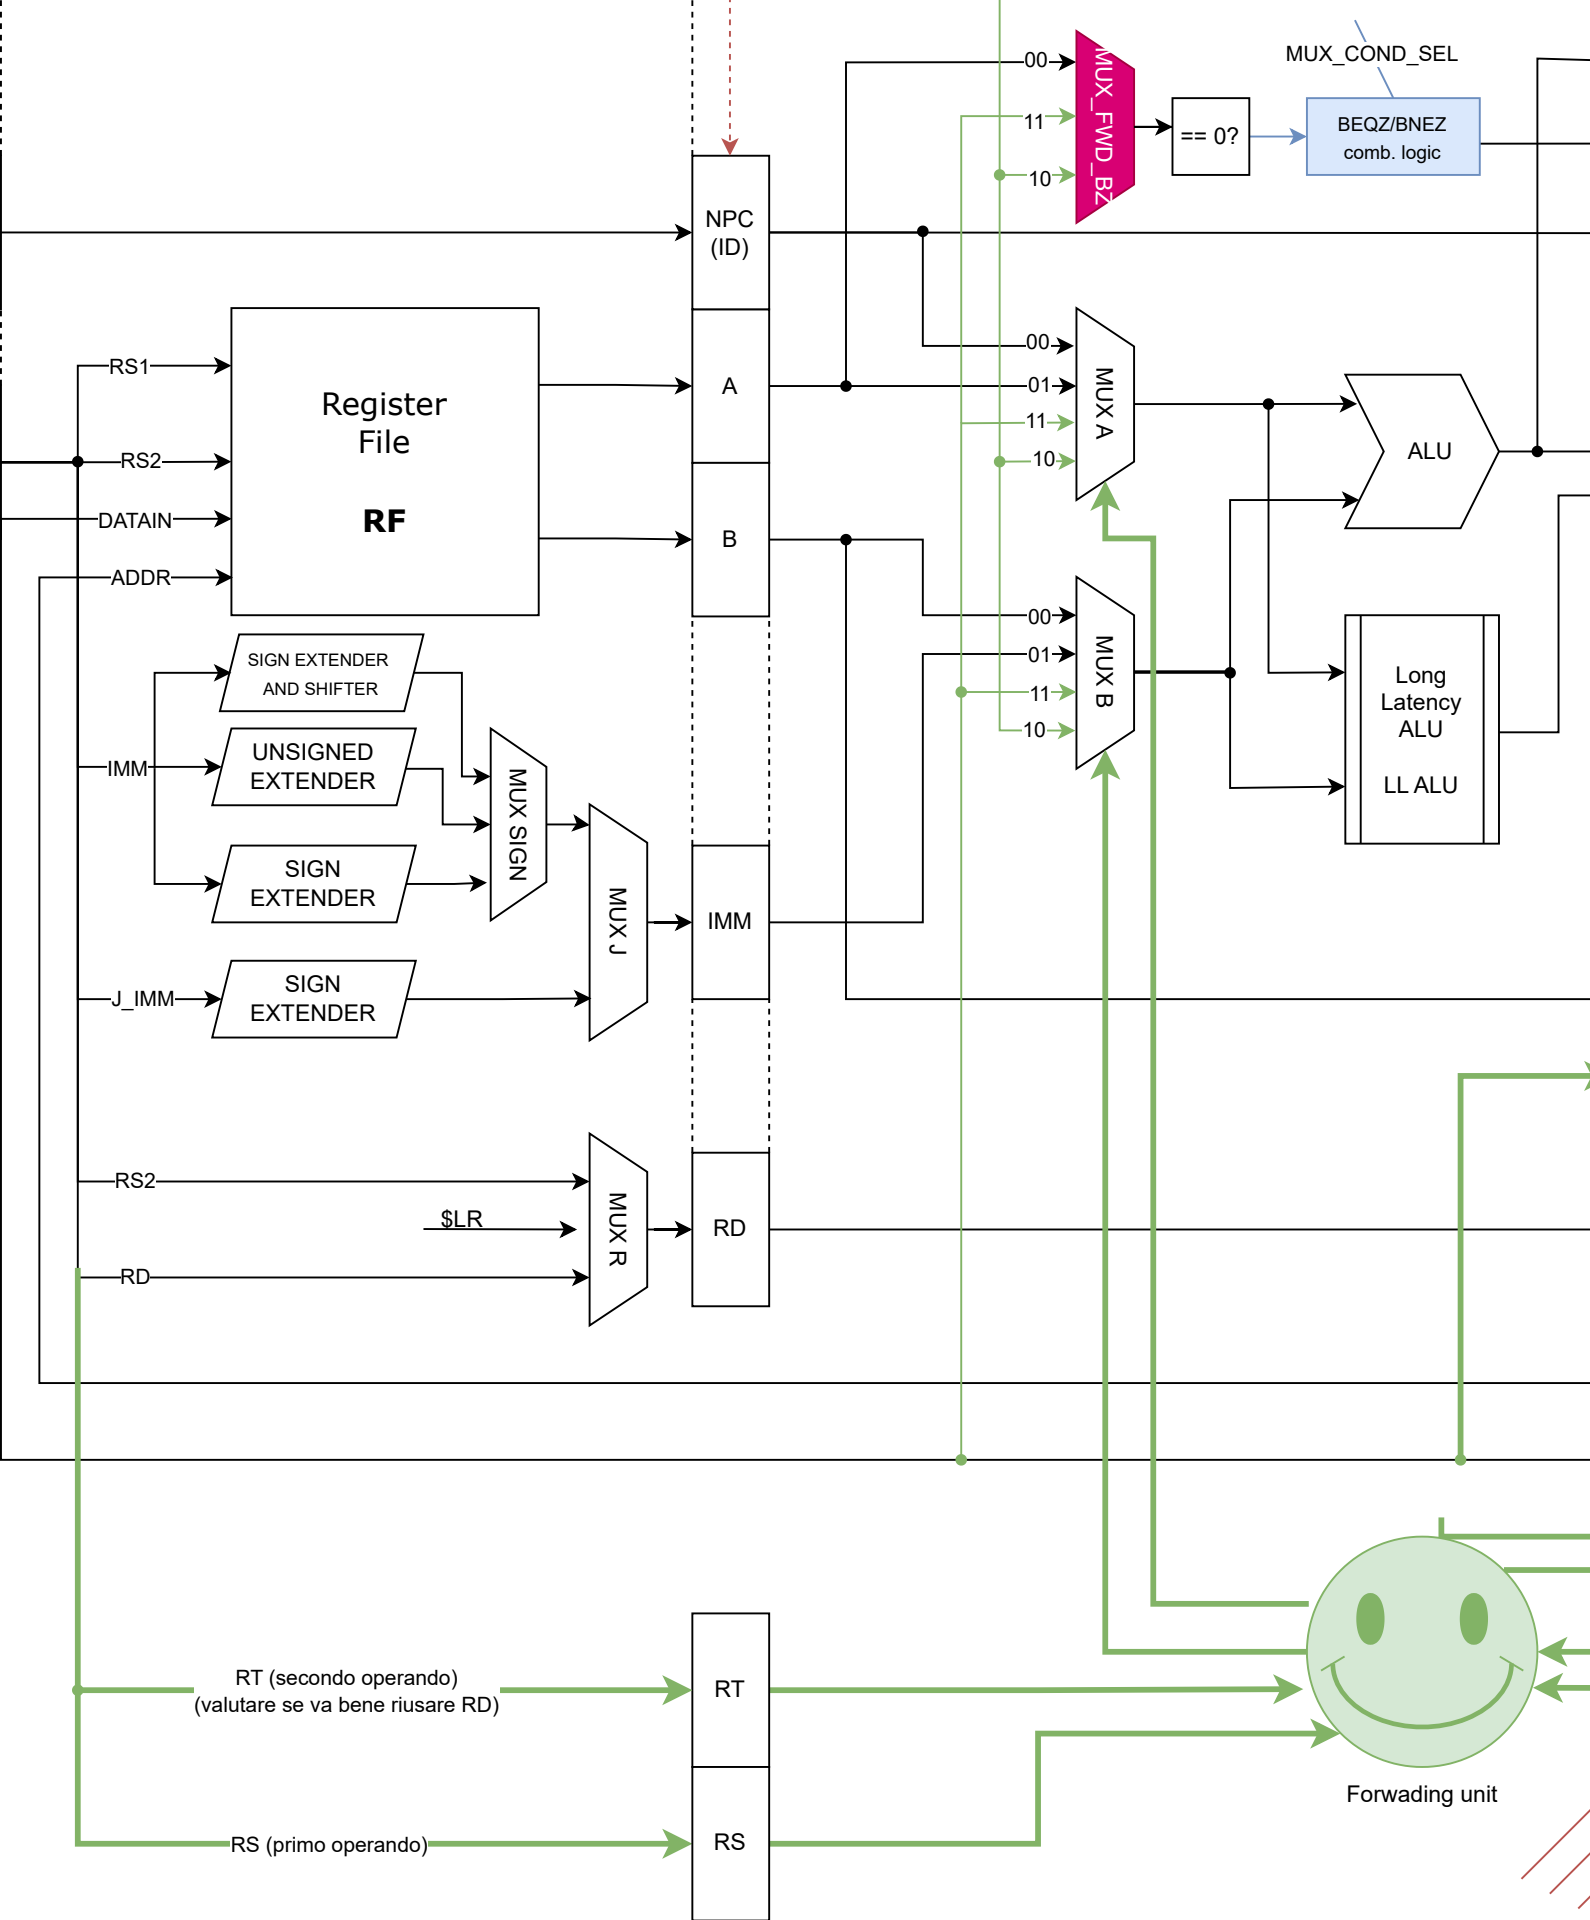 MUX_COND_SEL
00
11
10
MUX_FWD_BZ
== 0?
BEQZ/BNEZ
comb. logic
NPC
(ID)
RS1
RS2
DATAIN
ADDR
Register
File
RF
A
B
00
01
11
10
MUX A
ALU
00
01
11
10
MUX B
Long
Latency
ALU
LL ALU
SIGN EXTENDER
AND SHIFTER
IMM
UNSIGNED
EXTENDER
SIGN
EXTENDER
MUX SIGN
J_IMM
SIGN
EXTENDER
MUX J
IMM
RS2
$LR
RD
MUX R
RD
RT (secondo operando)
(valutare se va bene riusare RD)
RT
RS (primo operando)
RS
Forwading unit